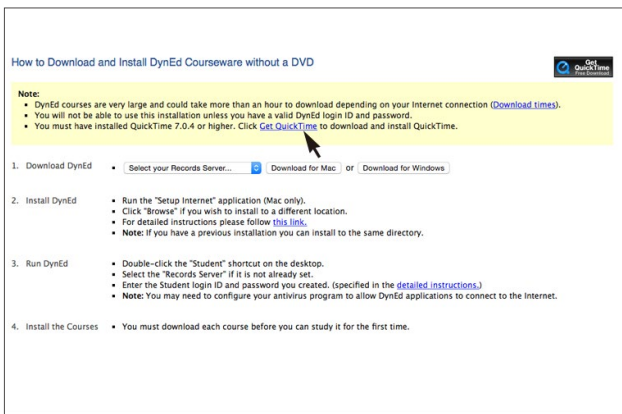 How to Download and Install DynEd Courseware without a DVD
Get
QuickTime
Free Download
Note:
▪ DynEd courses are very large and could take more than an hour to download depending on your Internet connection (Download times).
▪ You will not be able to use this installation unless you have a valid DynEd login ID and password.
▪ You must have installed QuickTime 7.0.4 or higher. Click Get QuickTime to download and install QuickTime.
1. Download DynEd ▪ Select your Records Server... Download for Mac or Download for Windows
2. Install DynEd ▪ Run the "Setup Internet" application (Mac only).
▪ Click "Browse" if you wish to install to a different location.
▪ For detailed instructions please follow this link.
▪ Note: If you have a previous installation you can install to the same directory.
3. Run DynEd ▪ Double-click the "Student" shortcut on the desktop.
▪ Select the "Records Server" if it is not already set.
▪ Enter the Student login ID and password you created. (specified in the detailed instructions.)
▪ Note: You may need to configure your antivirus program to allow DynEd applications to connect to the Internet.
4. Install the Courses ▪ You must download each course before you can study it for the first time.